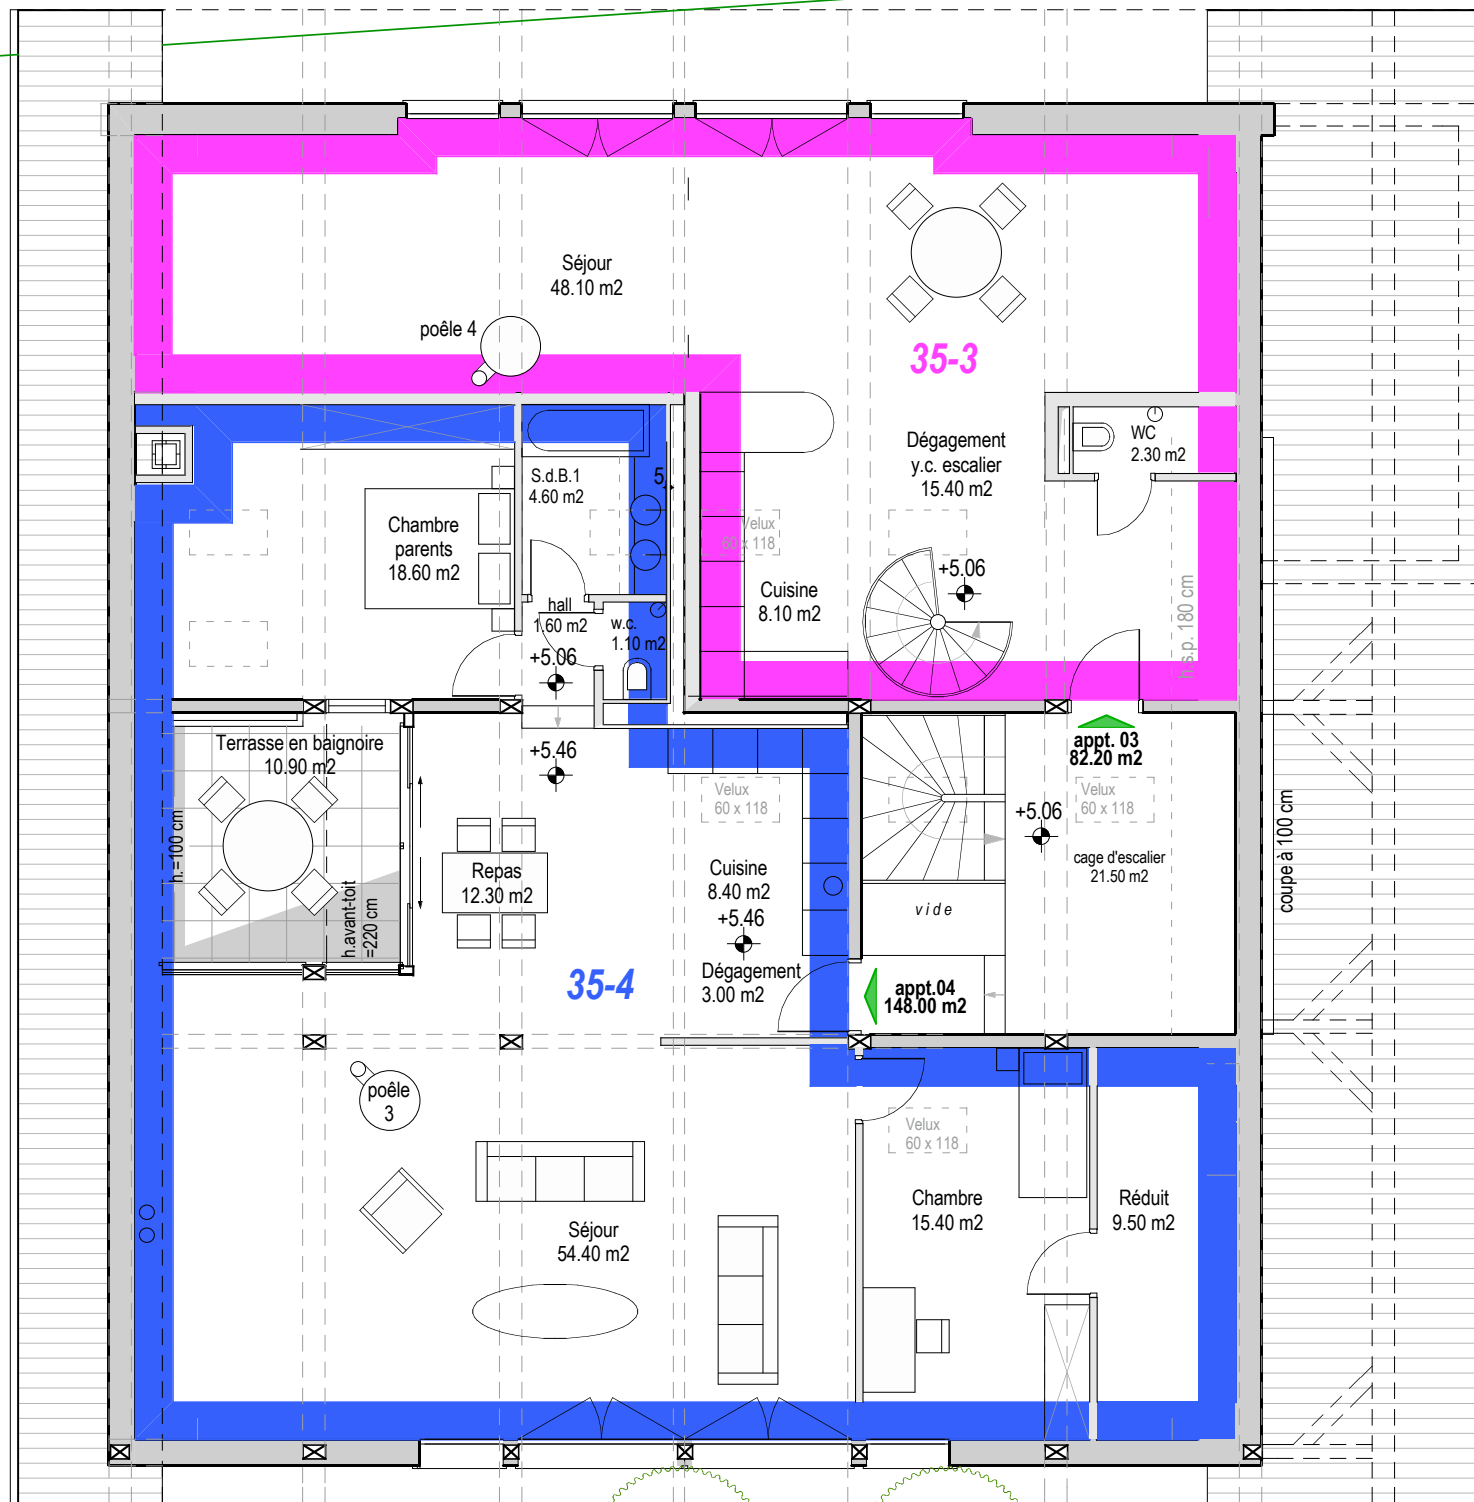 Séjour
48.10 m2
poêle 4
35-3
Dégagement
y.c. escalier
15.40 m2
WC
2.30 m2
S.d.B.1
4.60 m2
5
Velux
60 x 118
Chambre
parents
18.60 m2
Cuisine
8.10 m2
+5.06
hall
1.60 m2
w.c.
1.10 m2
+5.06
h.s.p. 180 cm
Terrasse en baignoire
10.90 m2
+5.46
appt. 03
82.20 m2
Velux
60 x 118
Velux
60 x 118
+5.06
h.=100 cm
Repas
12.30 m2
Cuisine
8.40 m2
+5.46
cage d'escalier
21.50 m2
coupe à 100 cm
vide
h.avant-toit
=220 cm
35-4
Dégagement
3.00 m2
appt.04
148.00 m2
poêle
3
Velux
60 x 118
Séjour
54.40 m2
Chambre
15.40 m2
Réduit
9.50 m2